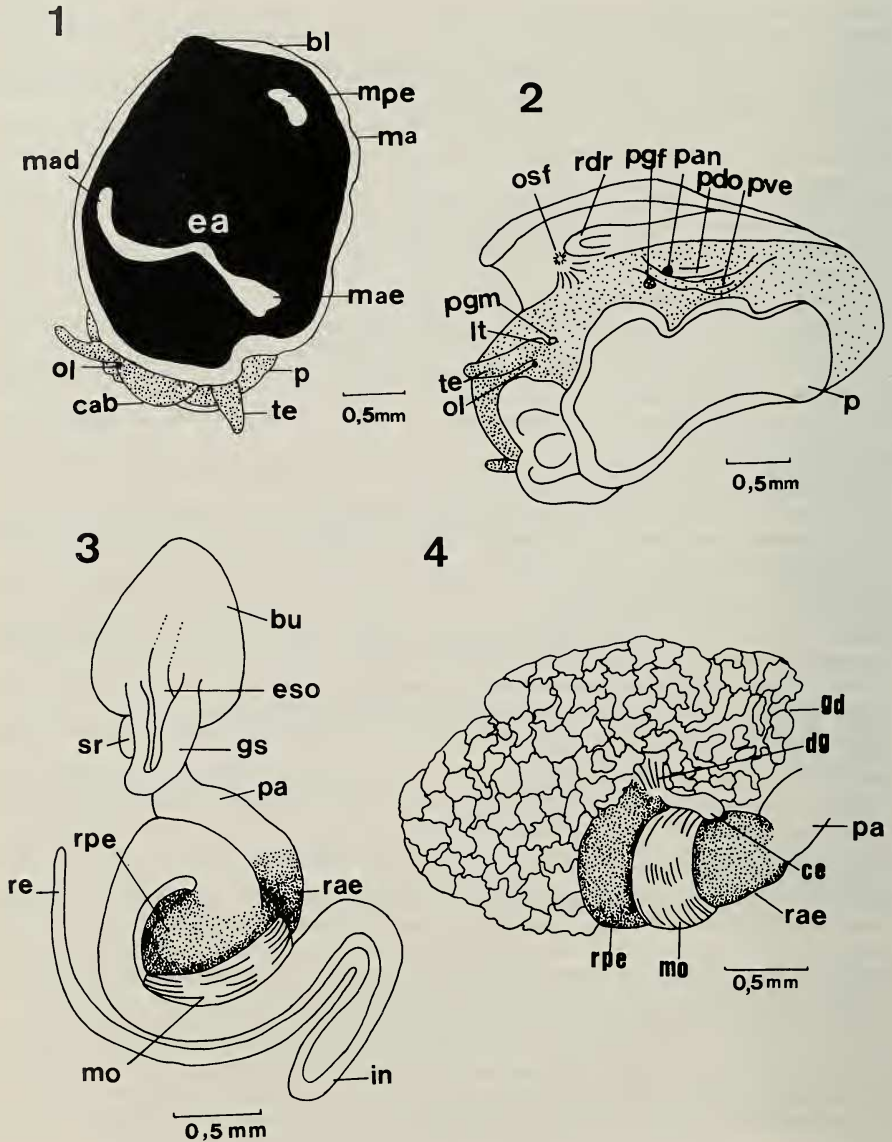 1
bl
mpe
ma
mad
ea
mae
ol
p
cab
te
0,5mm
2
osf
rdr
pgf
pan
pdo
pve
pgm
lt
te
ol
p
0,5mm
3
bu
eso
sr
gs
pa
rpe
re
rae
mo
in
0,5 mm
4
gd
dg
pa
ce
rae
rpe
mo
0,5mm